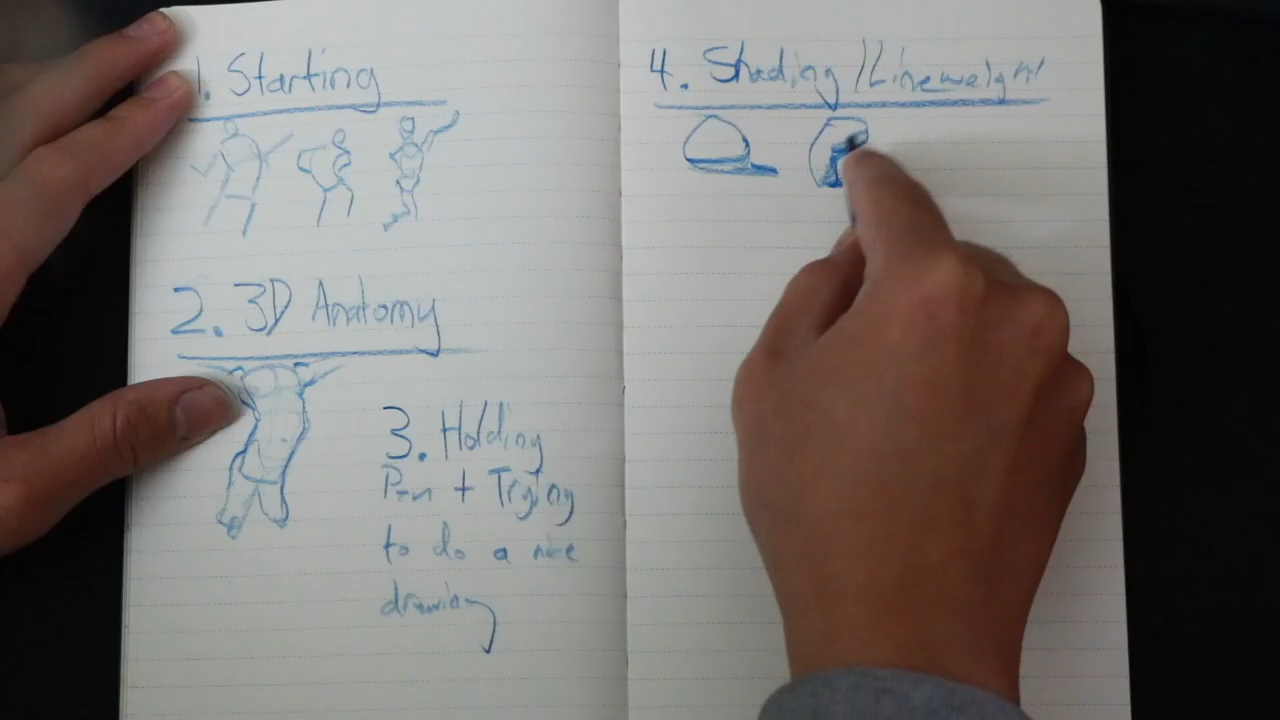 1. Starting
2. 3D Anatomy
3. Holding
Pen + Trying
to do a nice
drawing
4. Shading / Lineweight